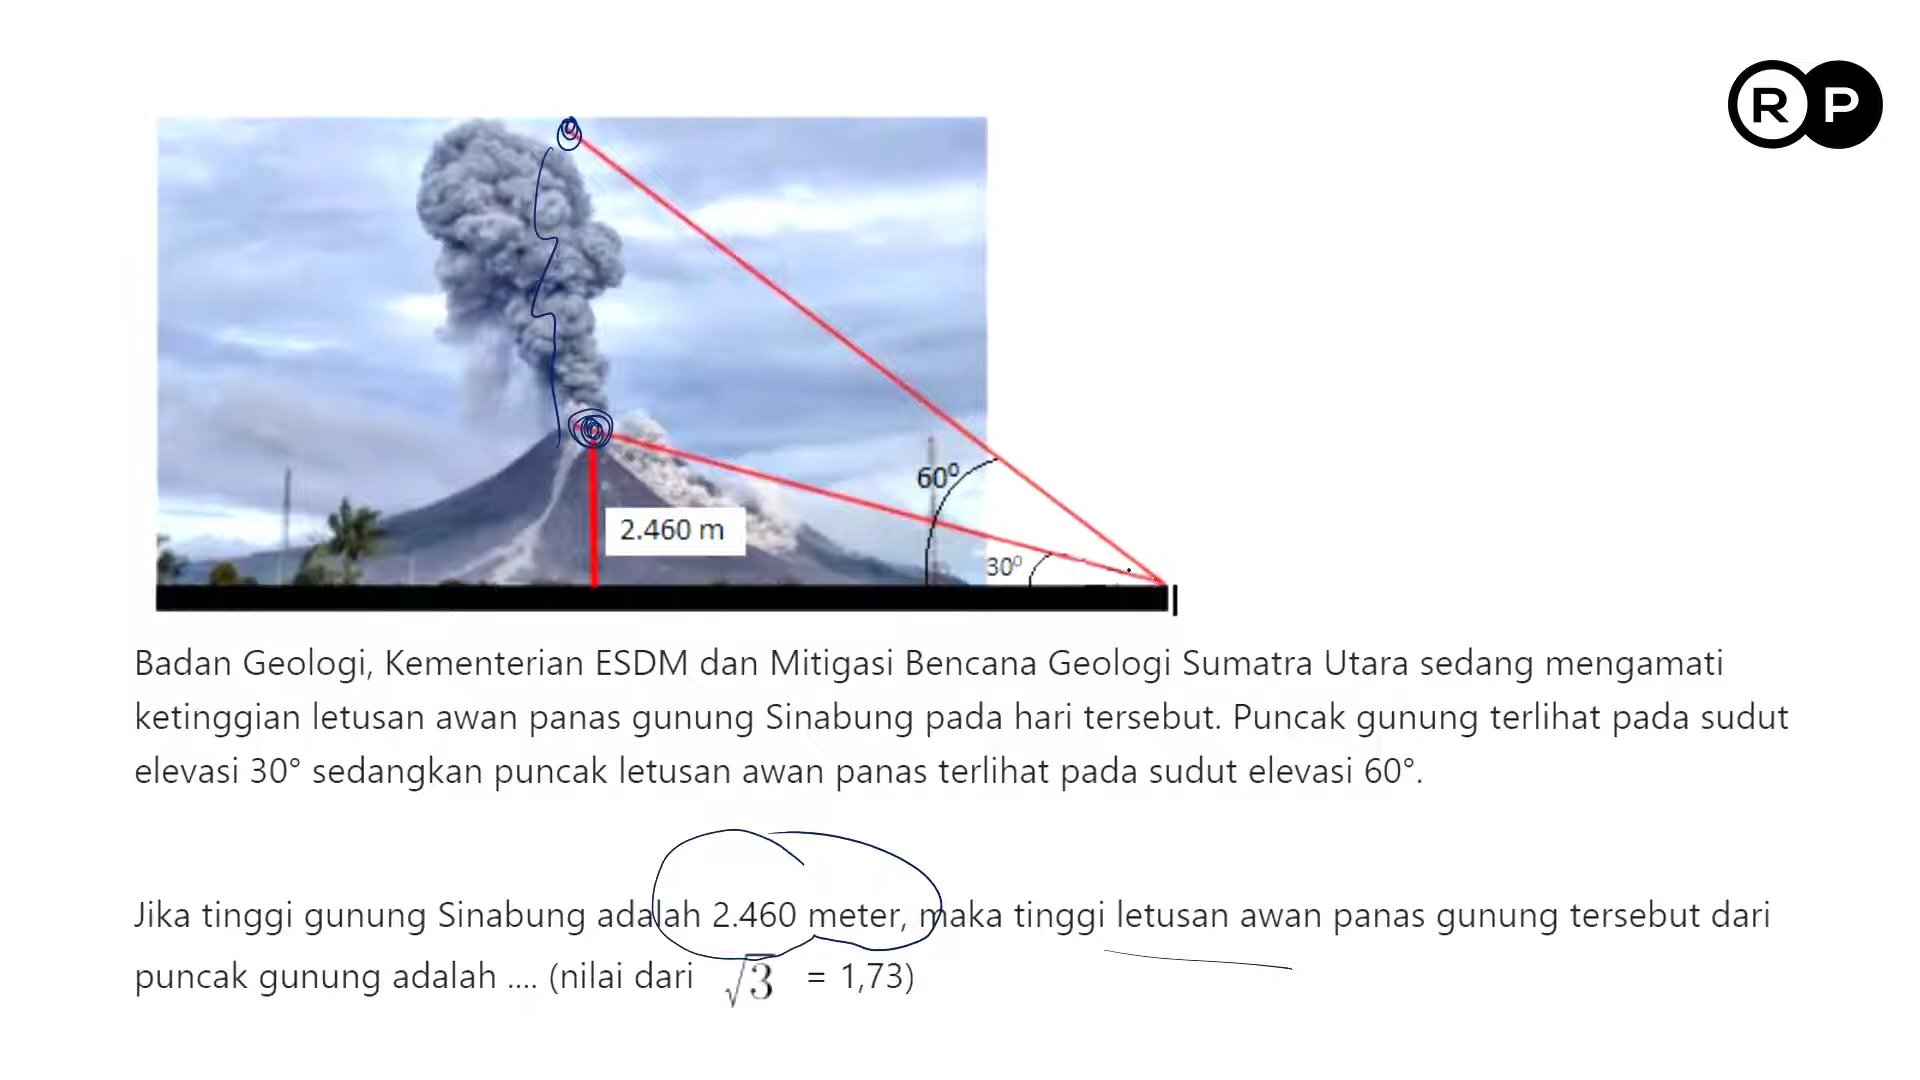 R P
60⁰
2.460 m
30⁰
Badan Geologi, Kementerian ESDM dan Mitigasi Bencana Geologi Sumatra Utara sedang mengamati
ketinggian letusan awan panas gunung Sinabung pada hari tersebut. Puncak gunung terlihat pada sudut
elevasi 30° sedangkan puncak letusan awan panas terlihat pada sudut elevasi 60°.
Jika tinggi gunung Sinabung adalah 2.460 meter, maka tinggi letusan awan panas gunung tersebut dari
puncak gunung adalah .... (nilai dari √3 = 1,73)